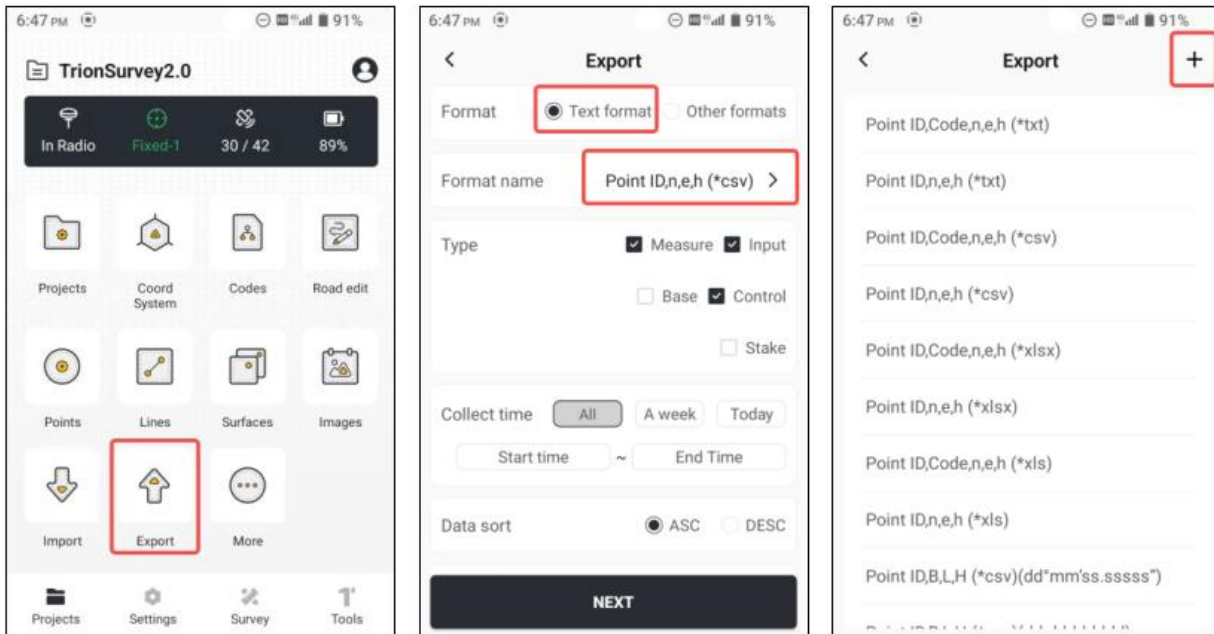 6:47 PM 91%
TrionSurvey2.0
In Radio Fixed-1 30 / 42 89%
Projects Coord System Codes Road edit
Points Lines Surfaces Images
Import Export More
Projects Settings Survey Tools
6:47 PM 91%
Export
Format Text format Other formats
Format name Point ID,n,e,h (*csv)
Type Measure Input
Base Control
Stake
Collect time All A week Today
Start time ~ End Time
Data sort ASC DESC
NEXT
6:47 PM 91%
Export +
Point ID,Code,n,e,h (*txt)
Point ID,n,e,h (*txt)
Point ID,Code,n,e,h (*csv)
Point ID,n,e,h (*csv)
Point ID,Code,n,e,h (*xlsx)
Point ID,n,e,h (*xlsx)
Point ID,Code,n,e,h (*xls)
Point ID,n,e,h (*xls)
Point ID,B,L,H (*csv)(dd°mm'ss.sssss")